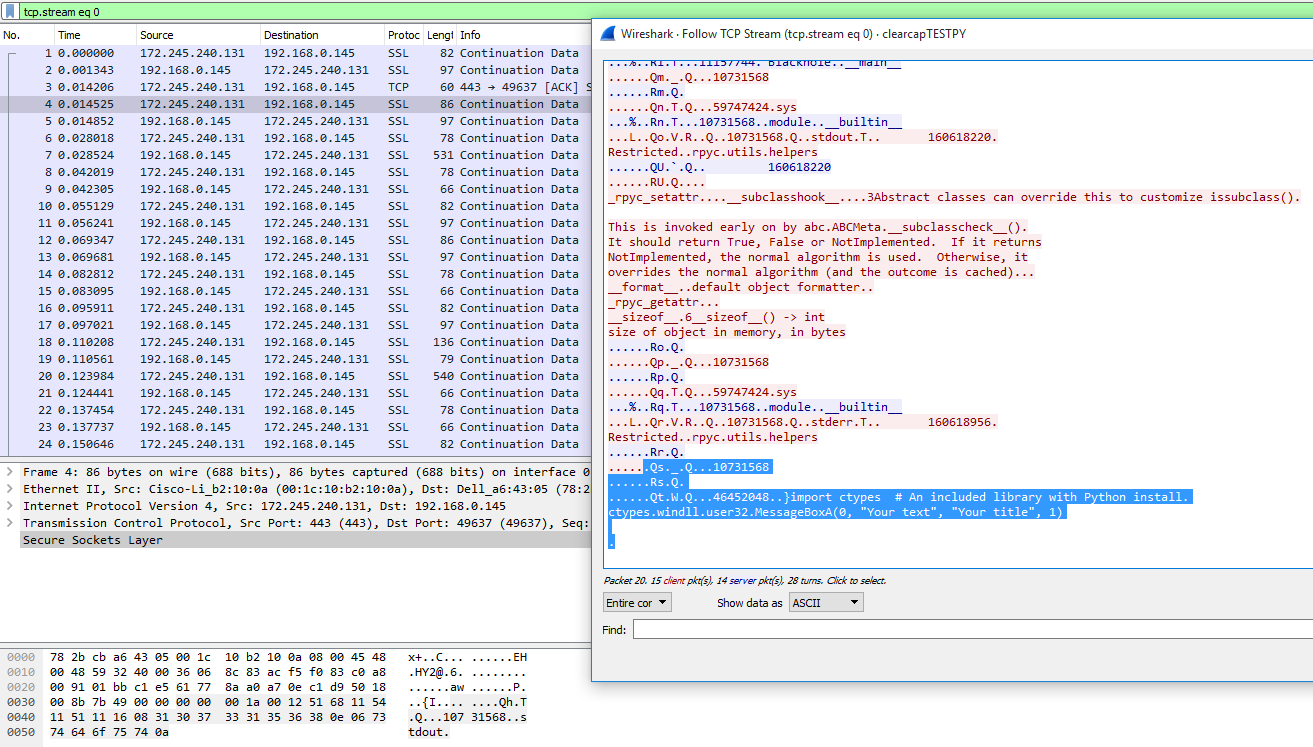 tcp.stream eq 0
No. Time Source Destination Protoc Lengt Info
1 0.000000 172.245.240.131 192.168.0.145 SSL 82 Continuation Data
2 0.001343 192.168.0.145 172.245.240.131 SSL 97 Continuation Data
3 0.014206 172.245.240.131 192.168.0.145 TCP 60 443 → 49637 [ACK] S
4 0.014525 172.245.240.131 192.168.0.145 SSL 86 Continuation Data
5 0.014852 192.168.0.145 172.245.240.131 SSL 97 Continuation Data
6 0.028018 172.245.240.131 192.168.0.145 SSL 78 Continuation Data
7 0.028524 192.168.0.145 172.245.240.131 SSL 531 Continuation Data
8 0.042019 172.245.240.131 192.168.0.145 SSL 78 Continuation Data
9 0.042305 192.168.0.145 172.245.240.131 SSL 66 Continuation Data
10 0.055129 172.245.240.131 192.168.0.145 SSL 82 Continuation Data
11 0.056241 192.168.0.145 172.245.240.131 SSL 97 Continuation Data
12 0.069347 172.245.240.131 192.168.0.145 SSL 86 Continuation Data
13 0.069681 192.168.0.145 172.245.240.131 SSL 97 Continuation Data
14 0.082812 172.245.240.131 192.168.0.145 SSL 78 Continuation Data
15 0.083095 192.168.0.145 172.245.240.131 SSL 66 Continuation Data
16 0.095911 172.245.240.131 192.168.0.145 SSL 82 Continuation Data
17 0.097021 192.168.0.145 172.245.240.131 SSL 97 Continuation Data
18 0.110208 172.245.240.131 192.168.0.145 SSL 136 Continuation Data
19 0.110561 192.168.0.145 172.245.240.131 SSL 79 Continuation Data
20 0.123984 172.245.240.131 192.168.0.145 SSL 540 Continuation Data
21 0.124441 192.168.0.145 172.245.240.131 SSL 66 Continuation Data
22 0.137454 172.245.240.131 192.168.0.145 SSL 78 Continuation Data
23 0.137737 192.168.0.145 172.245.240.131 SSL 66 Continuation Data
24 0.150646 172.245.240.131 192.168.0.145 SSL 82 Continuation Data
Frame 4: 86 bytes on wire (688 bits), 86 bytes captured (688 bits) on interface 0
Ethernet II, Src: Cisco-Li_b2:10:0a (00:1c:10:b2:10:0a), Dst: Dell_a6:43:05 (78:2
Internet Protocol Version 4, Src: 172.245.240.131, Dst: 192.168.0.145
Transmission Control Protocol, Src Port: 443 (443), Dst Port: 49637 (49637), Seq:
Secure Sockets Layer
0000 78 2b cb a6 43 05 00 1c 10 b2 10 0a 08 00 45 48 x+..C... ......EH
0010 00 48 59 32 40 00 36 06 8c 83 ac f5 f0 83 c0 a8 .HY2@.6. ........
0020 00 91 01 bb c1 e5 61 77 8a a0 a7 0e c1 d9 50 18 ......aw ......P.
0030 00 8b 7b 49 00 00 00 00 00 1a 00 12 51 68 11 54 ..{I.... ....Qh.T
0040 11 51 11 16 08 31 30 37 33 31 35 36 38 0e 06 73 .Q...107 31568..s
0050 74 64 6f 75 74 0a tdout.
Wireshark · Follow TCP Stream (tcp.stream eq 0) · clearcapTESTPY
...%..Rl.T...11157744. Blackhole..__main__
......Qm._.Q...10731568
......Rm.Q.
......Qn.T.Q...59747424.sys
...%..Rn.T...10731568..module..__builtin__
...L..Qo.V.R..Q..10731568.Q..stdout.T.. 160618220.
Restricted..rpyc.utils.helpers
......QU.`.Q.. 160618220
......RU.Q....
_rpyc_setattr....__subclasshook__....3Abstract classes can override this to customize issubclass().
This is invoked early on by abc.ABCMeta.__subclasscheck__().
It should return True, False or NotImplemented.  If it returns
NotImplemented, the normal algorithm is used.  Otherwise, it
overrides the normal algorithm (and the outcome is cached)...
__format__..default object formatter..
_rpyc_getattr...
__sizeof__.6__sizeof__() -> int
size of object in memory, in bytes
......Ro.Q.
......Qp._.Q...10731568
......Rp.Q.
......Qq.T.Q...59747424.sys
...%..Rq.T...10731568..module..__builtin__
...L..Qr.V.R..Q..10731568.Q..stderr.T.. 160618956.
Restricted..rpyc.utils.helpers
......Rr.Q.
......Qs._.Q...10731568
......Rs.Q.
......Qt.W.Q...46452048..}import ctypes  # An included library with Python install.
ctypes.windll.user32.MessageBoxA(0, "Your text", "Your title", 1)
.
Packet 20. 15 client pkt(s), 14 server pkt(s), 28 turns. Click to select.
Entire cor Show data as ASCII
Find: